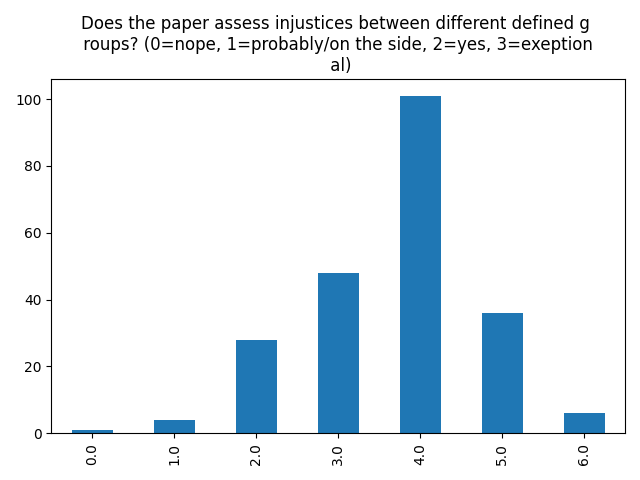 Does the paper assess injustices between different defined g
roups? (0=nope, 1=probably/on the side, 2=yes, 3=exeption
al)
100
80
60
40
20
0
0.0 1.0 2.0 3.0 4.0 5.0 6.0